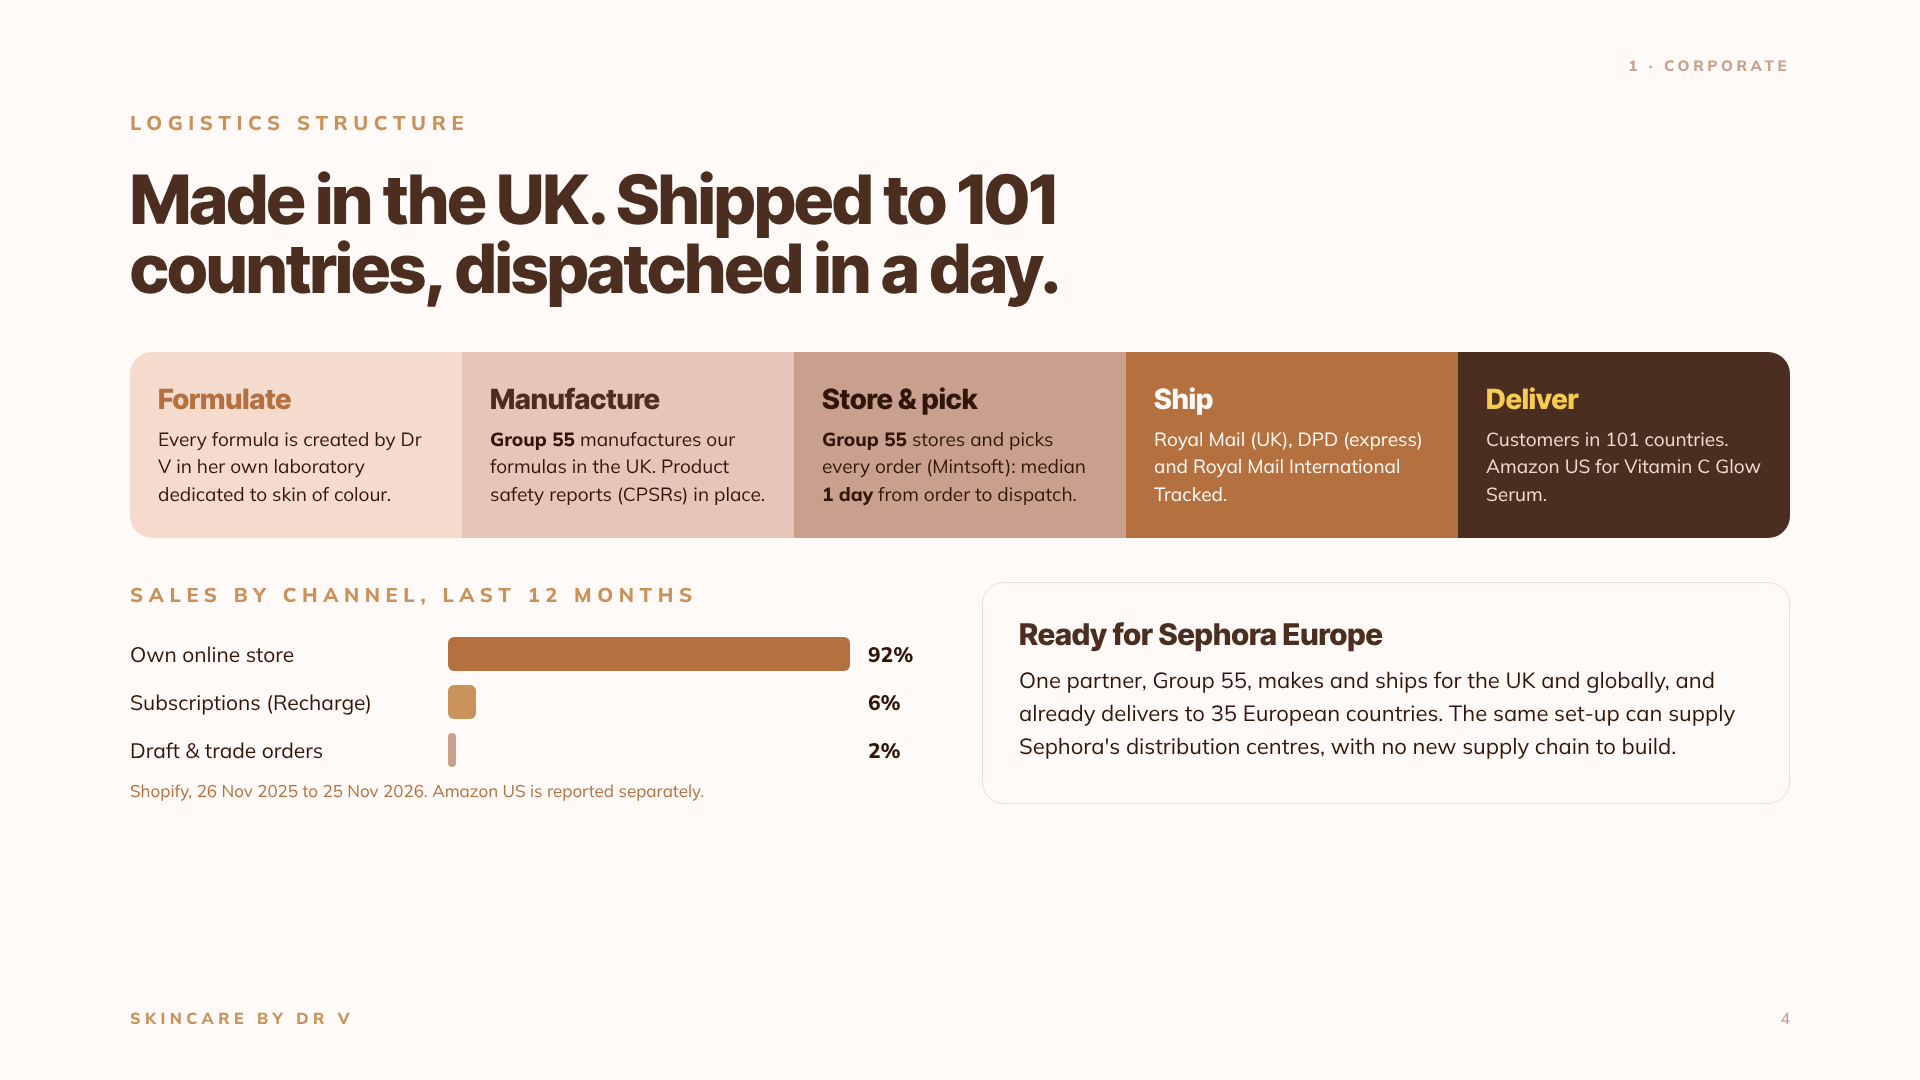 1 · CORPORATE
LOGISTICS STRUCTURE
Made in the UK. Shipped to 101
countries, dispatched in a day.
Formulate
Every formula is created by Dr
V in her own laboratory
dedicated to skin of colour.
Manufacture
Group 55 manufactures our
formulas in the UK. Product
safety reports (CPSRs) in place.
Store & pick
Group 55 stores and picks
every order (Mintsoft): median
1 day from order to dispatch.
Ship
Royal Mail (UK), DPD (express)
and Royal Mail International
Tracked.
Deliver
Customers in 101 countries.
Amazon US for Vitamin C Glow
Serum.
SALES BY CHANNEL, LAST 12 MONTHS
Own online store 92%
Subscriptions (Recharge) 6%
Draft & trade orders 2%
Shopify, 26 Nov 2025 to 25 Nov 2026. Amazon US is reported separately.
Ready for Sephora Europe
One partner, Group 55, makes and ships for the UK and globally, and
already delivers to 35 European countries. The same set-up can supply
Sephora's distribution centres, with no new supply chain to build.
SKINCARE BY DR V
4